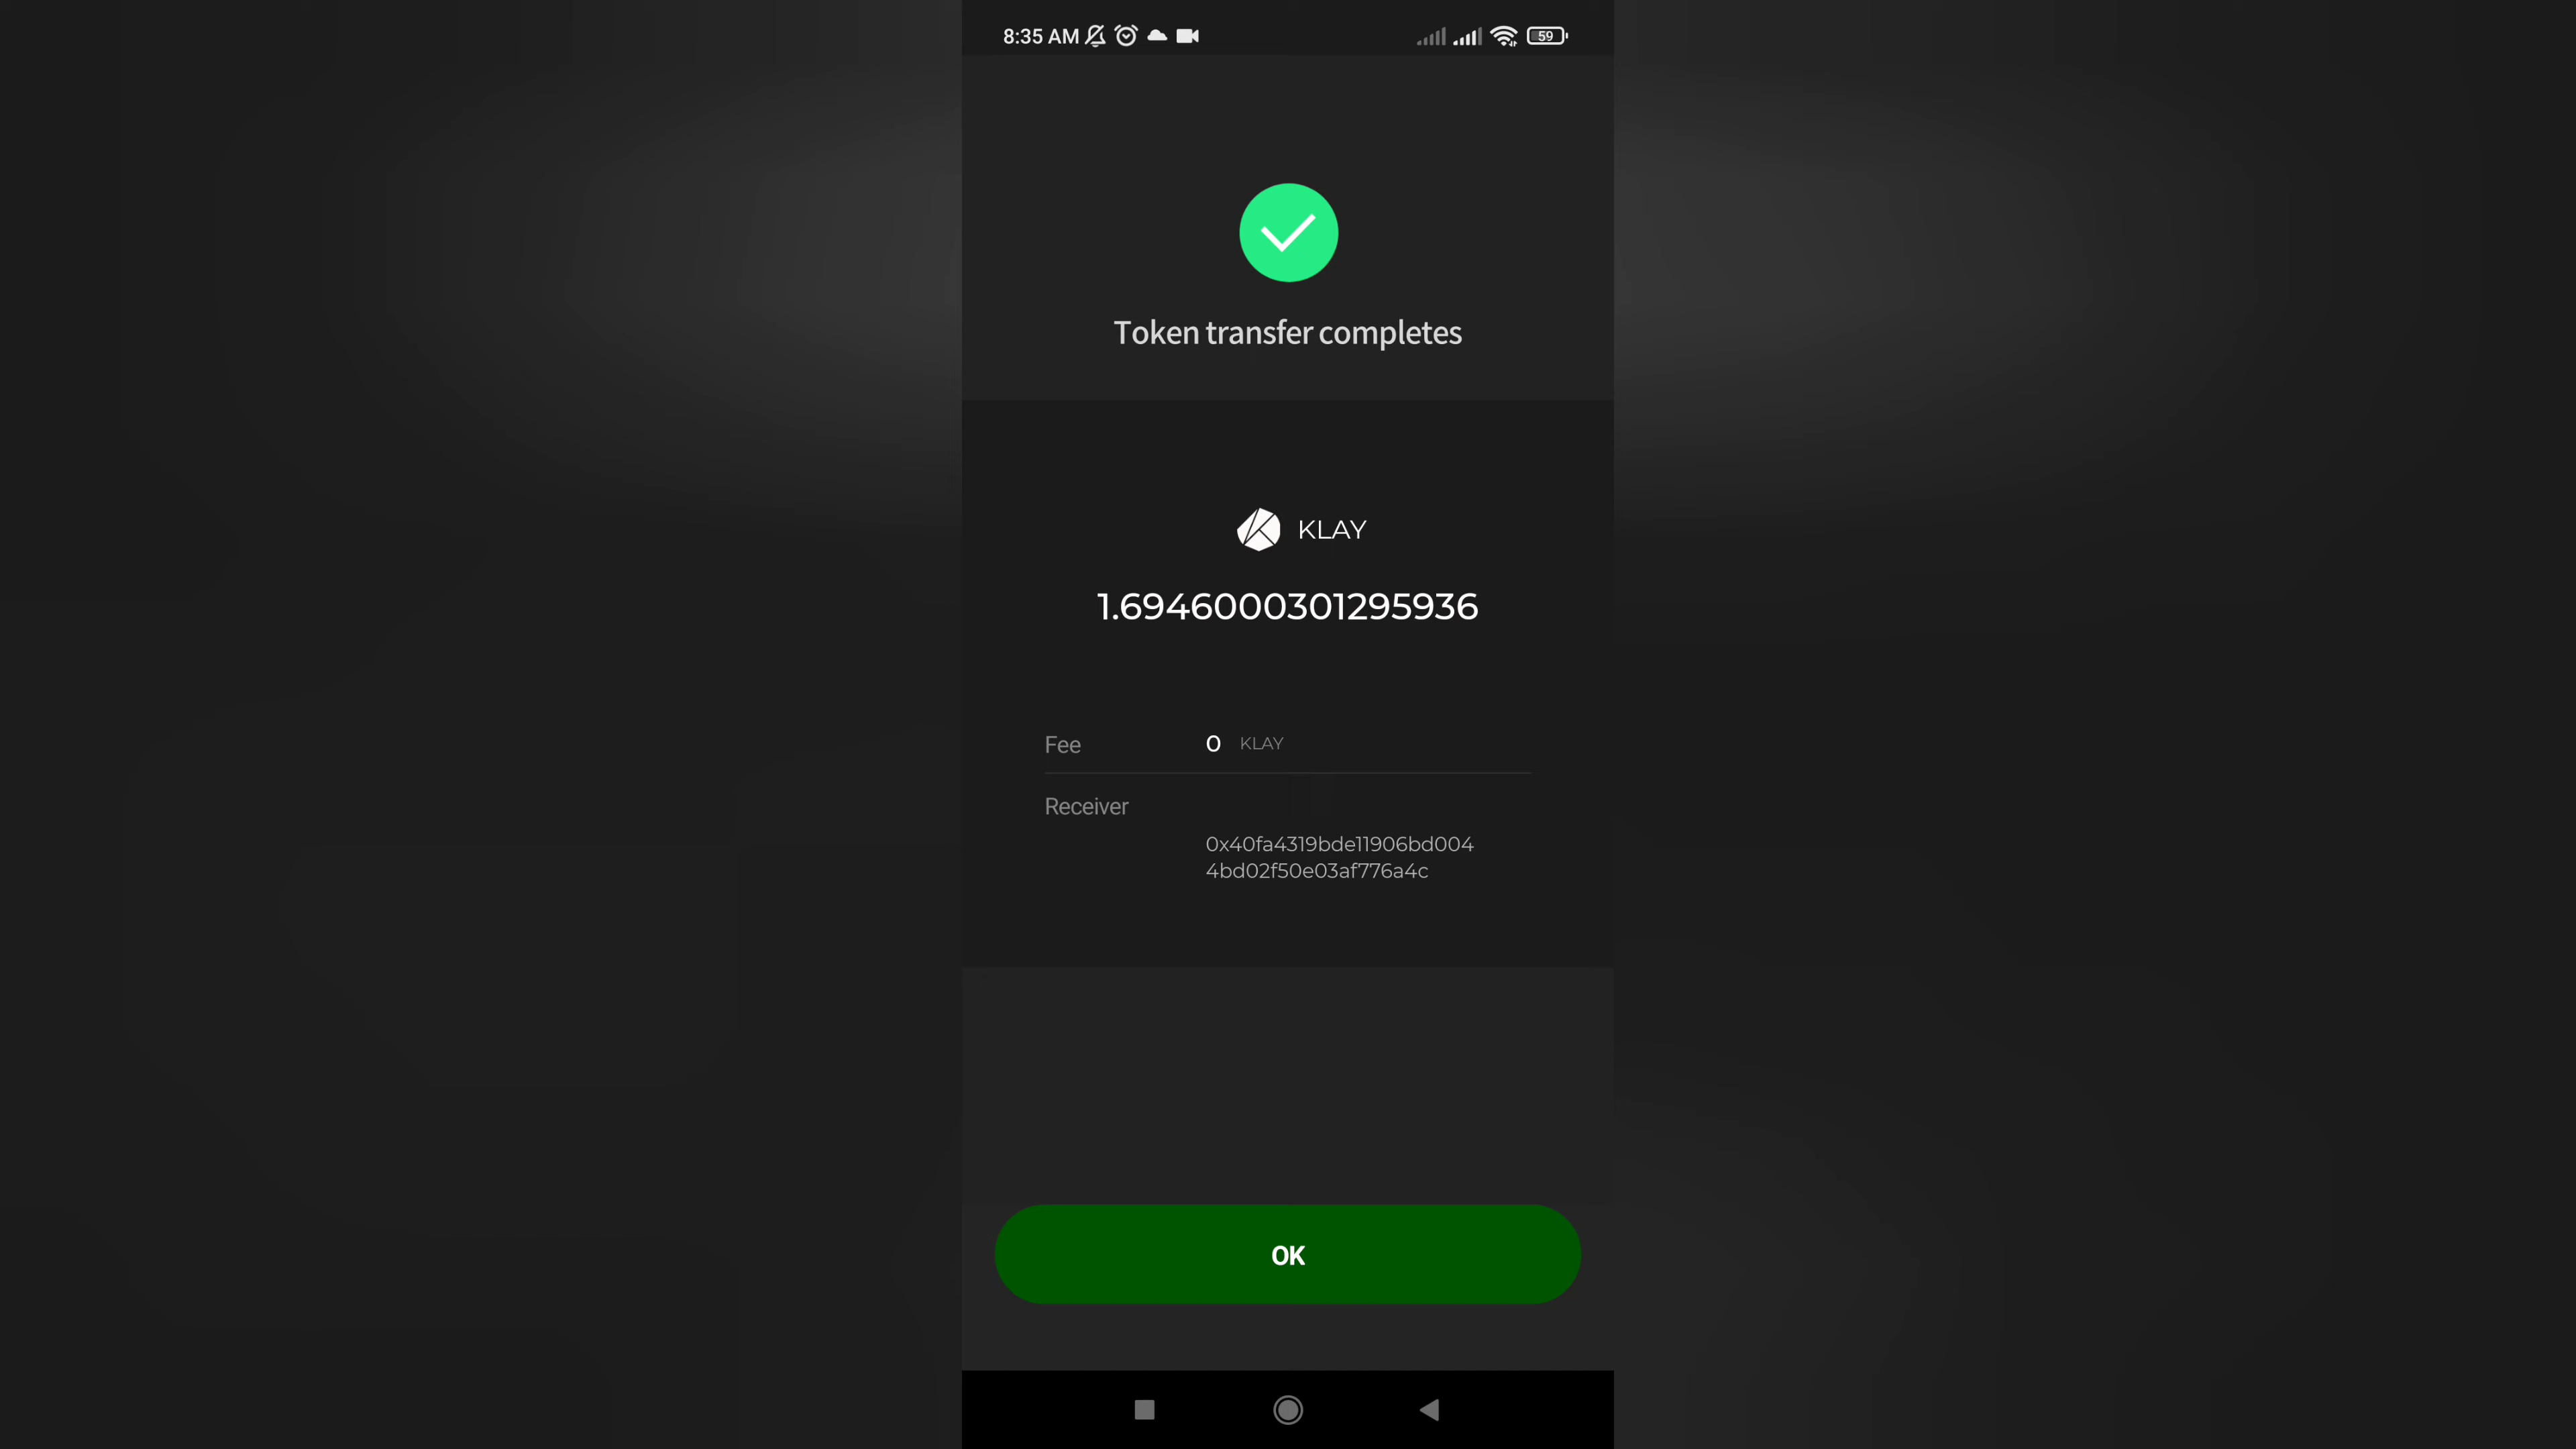 8:35 AM
59
Token transfer completes
KLAY
1.6946000301295936
Fee 0 KLAY
Receiver
0x40fa4319bde11906bd004
4bd02f50e03af776a4c
OK